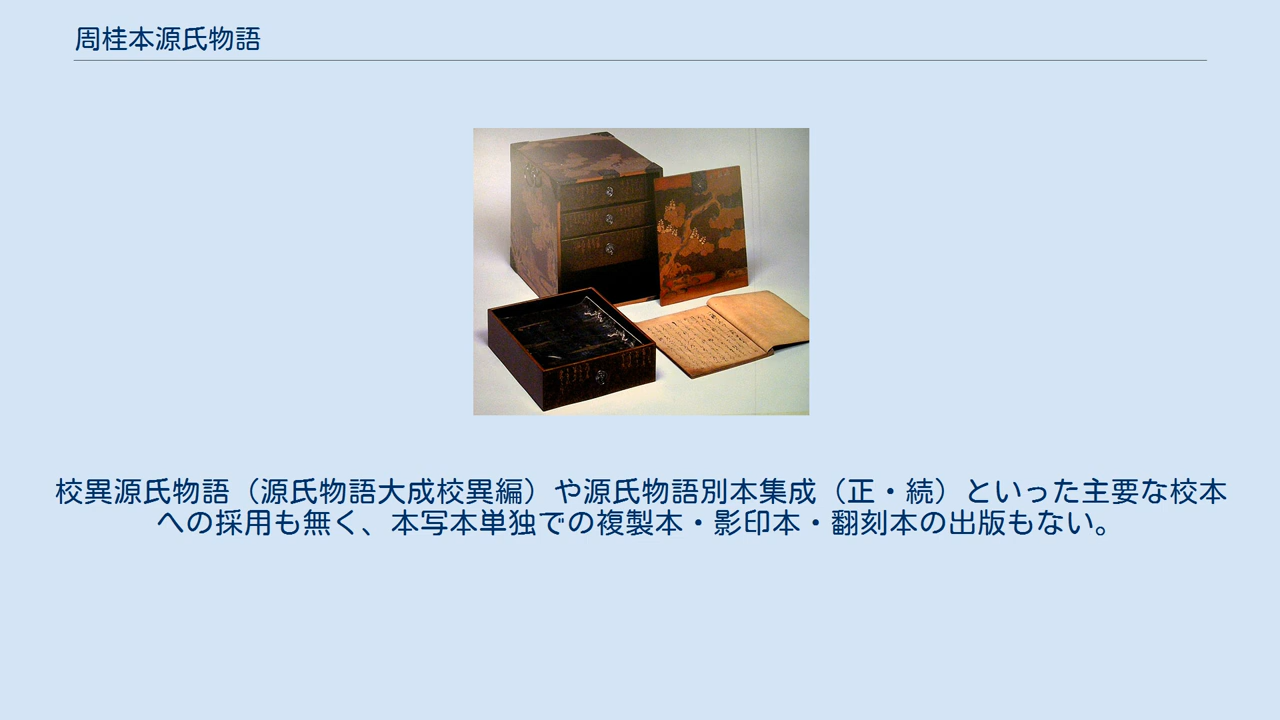 周桂本源氏物語
校異源氏物語（源氏物語大成校異編）や源氏物語別本集成（正・続）といった主要な校本
への採用も無く、本写本単独での複製本・影印本・翻刻本の出版もない。